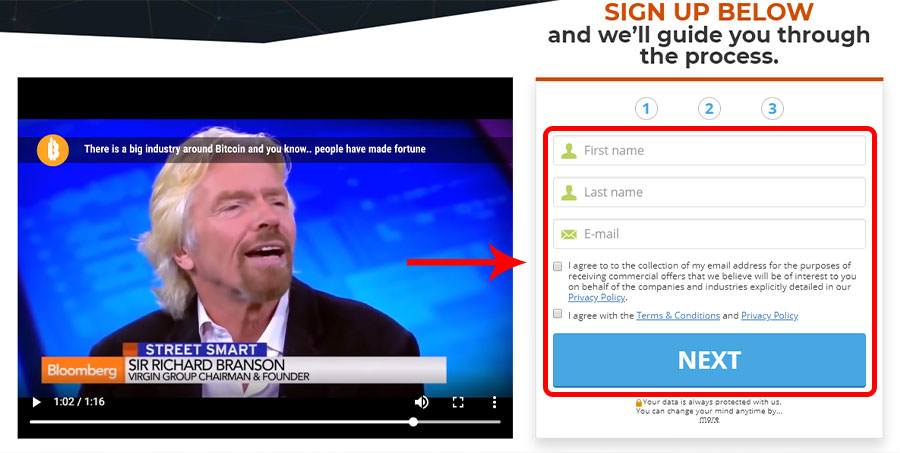 SIGN UP BELOW
and we’ll guide you through
the process.
There is a big industry around Bitcoin and you know.. people have made fortune
STREET SMART
Bloomberg
SIR RICHARD BRANSON
VIRGIN GROUP CHAIRMAN & FOUNDER
1:02 / 1:16
1 2 3
First name
Last name
E-mail
I agree to to the collection of my email address for the purposes of
receiving commercial offers that we believe will be of interest to you
on behalf of the companies and industries explicitly detailed in our
Privacy Policy.
I agree with the Terms & Conditions and Privacy Policy
NEXT
Your data is always protected with us.
You can change your mind anytime by...
more